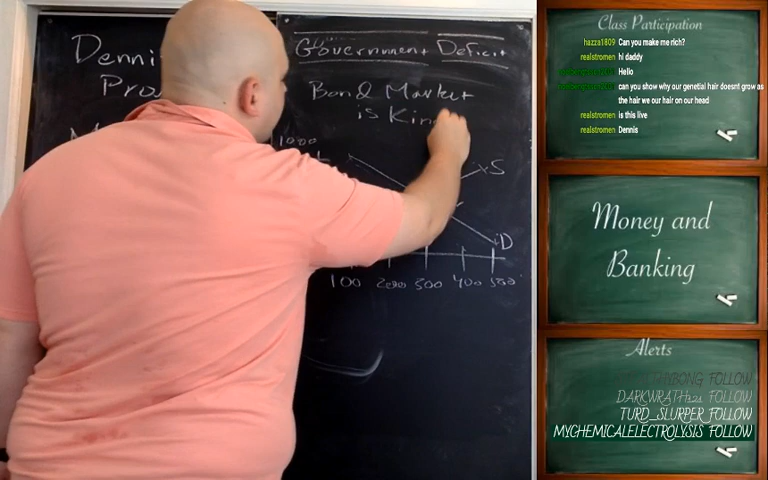 Denni
Pro
Government Deficit
Bond Market
is Kin
1000
S
D
100 200 300 400 500
Class Participation
hazza1809 Can you make me rich?
realstromen hi daddy
Hello
can you show why our genetial hair doesnt grow as
the hair we our hair on our head
realstromen is this live
realstromen Dennis
Money and
Banking
Alerts
FOLLOW
DARKWRATH121 FOLLOW
TURD_SLURPER FOLLOW
MYCHEMICALELECTROLYSIS FOLLOW